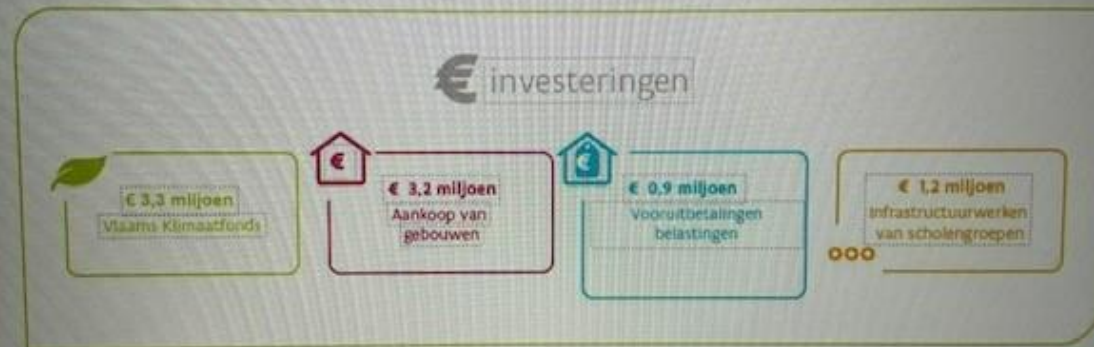 € investeringen
€ 3,3 miljoen
Vlaams Klimaatfonds
€
€ 3,2 miljoen
Aankoop van
gebouwen
€
€ 0,9 miljoen
Vooruitbetalingen
belastingen
€ 1,2 miljoen
Infrastructuurwerken
van scholengroepen